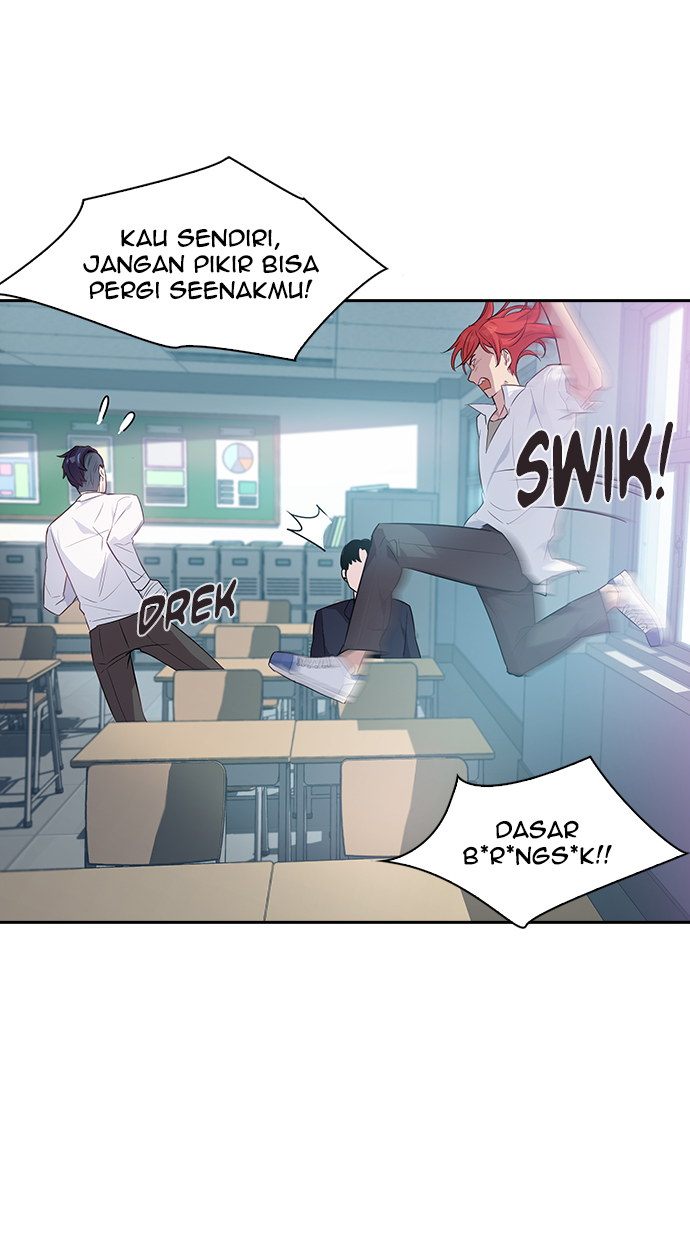 KAU SENDIRI,
JANGAN PIKIR BISA
PERGI SEENAKMU!
SWIK!
DREK
DASAR
B*R*NGS*K!!